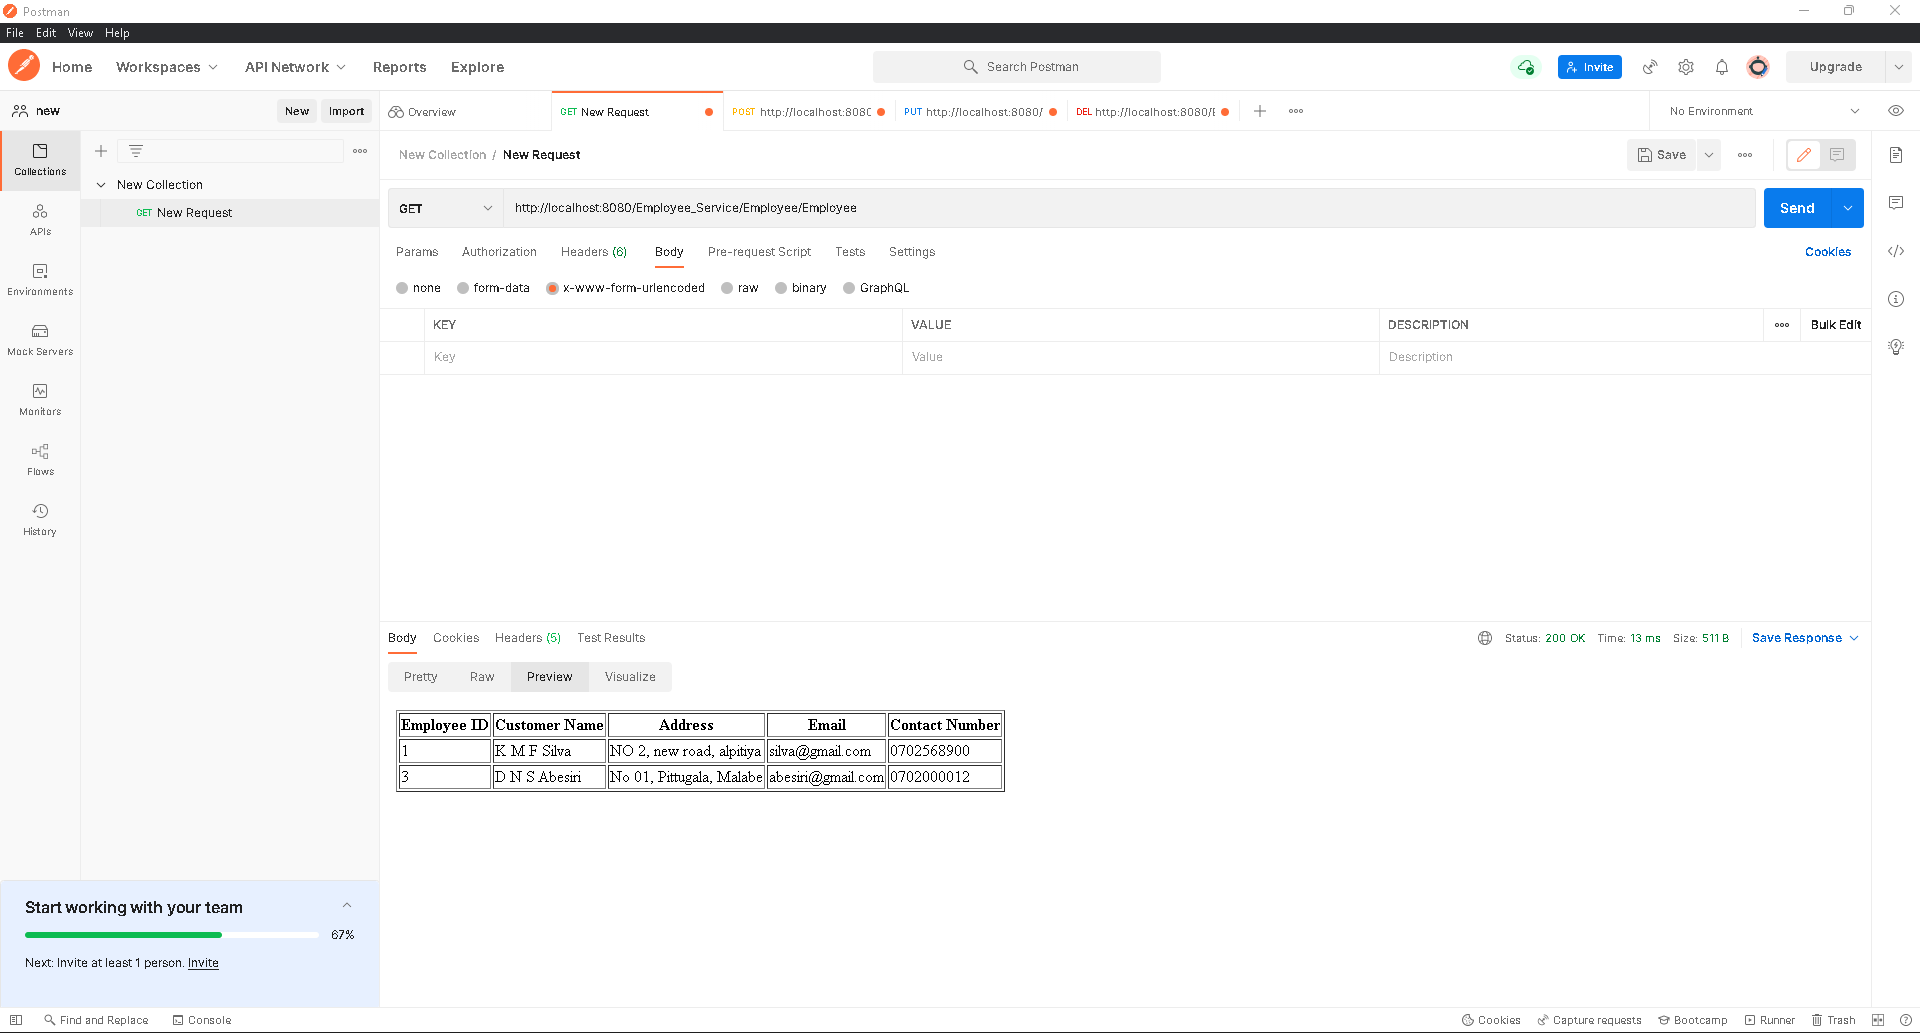 Postman
File Edit View Help
Home Workspaces API Network Reports Explore Search Postman Invite Upgrade
new New Import Overview GET New Request POST http://localhost:8080 PUT http://localhost:8080/ DEL http://localhost:8080/E No Environment
Collections
New Collection / New Request Save
New Collection
GET New Request
APIs
Environments
Mock Servers
Monitors
Flows
History
GET http://localhost:8080/Employee_Service/Employee/Employee Send
Params Authorization Headers (6) Body Pre-request Script Tests Settings Cookies
none form-data x-www-form-urlencoded raw binary GraphQL
KEY VALUE DESCRIPTION Bulk Edit
Key Value Description
Body Cookies Headers (5) Test Results Status: 200 OK Time: 13 ms Size: 511 B Save Response
Pretty Raw Preview Visualize
Employee ID Customer Name Address Email Contact Number
1 K M F Silva NO 2, new road, alpitiya silva@gmail.com 0702568900
3 D N S Abesiri No 01, Pittugala, Malabe abesiri@gmail.com 0702000012
Start working with your team
67%
Next: Invite at least 1 person. Invite
Find and Replace Console Cookies Capture requests Bootcamp Runner Trash